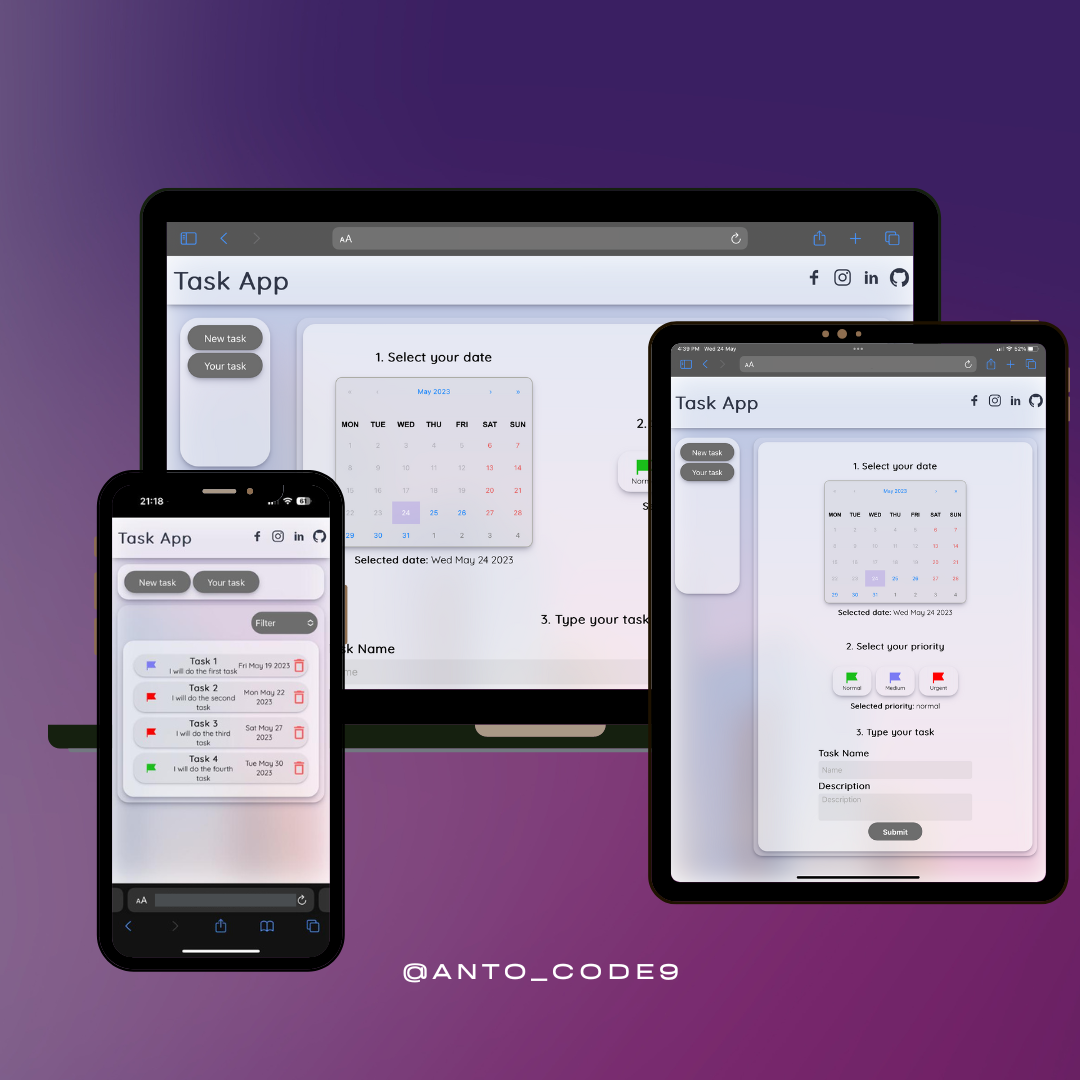 AA
Task App
New task
Your task
1. Select your date
May 2023
MON TUE WED THU FRI SAT SUN
1 2 3 4 5 6 7
8 9 10 11 12 13 14
15 16 17 18 19 20 21
22 23 24 25 26 27 28
29 30 31 1 2 3 4
Selected date: Wed May 24 2023
2.
3. Type your task
sk Name
me
4:39 PM Wed 24 May
52%
AA
Task App
New task
Your task
1. Select your date
May 2023
MON TUE WED THU FRI SAT SUN
1 2 3 4 5 6 7
8 9 10 11 12 13 14
15 16 17 18 19 20 21
22 23 24 25 26 27 28
29 30 31 1 2 3 4
Selected date: Wed May 24 2023
2. Select your priority
Normal Medium Urgent
Selected priority: normal
3. Type your task
Task Name
Name
Description
Description
Submit
21:18
61
Task App
New task Your task
Filter
Task 1
I will do the first task
Fri May 19 2023
Task 2
I will do the second
task
Mon May 22
2023
Task 3
I will do the third
task
Sat May 27
2023
Task 4
I will do the fourth
task
Tue May 30
2023
AA
@ANTO_CODE9